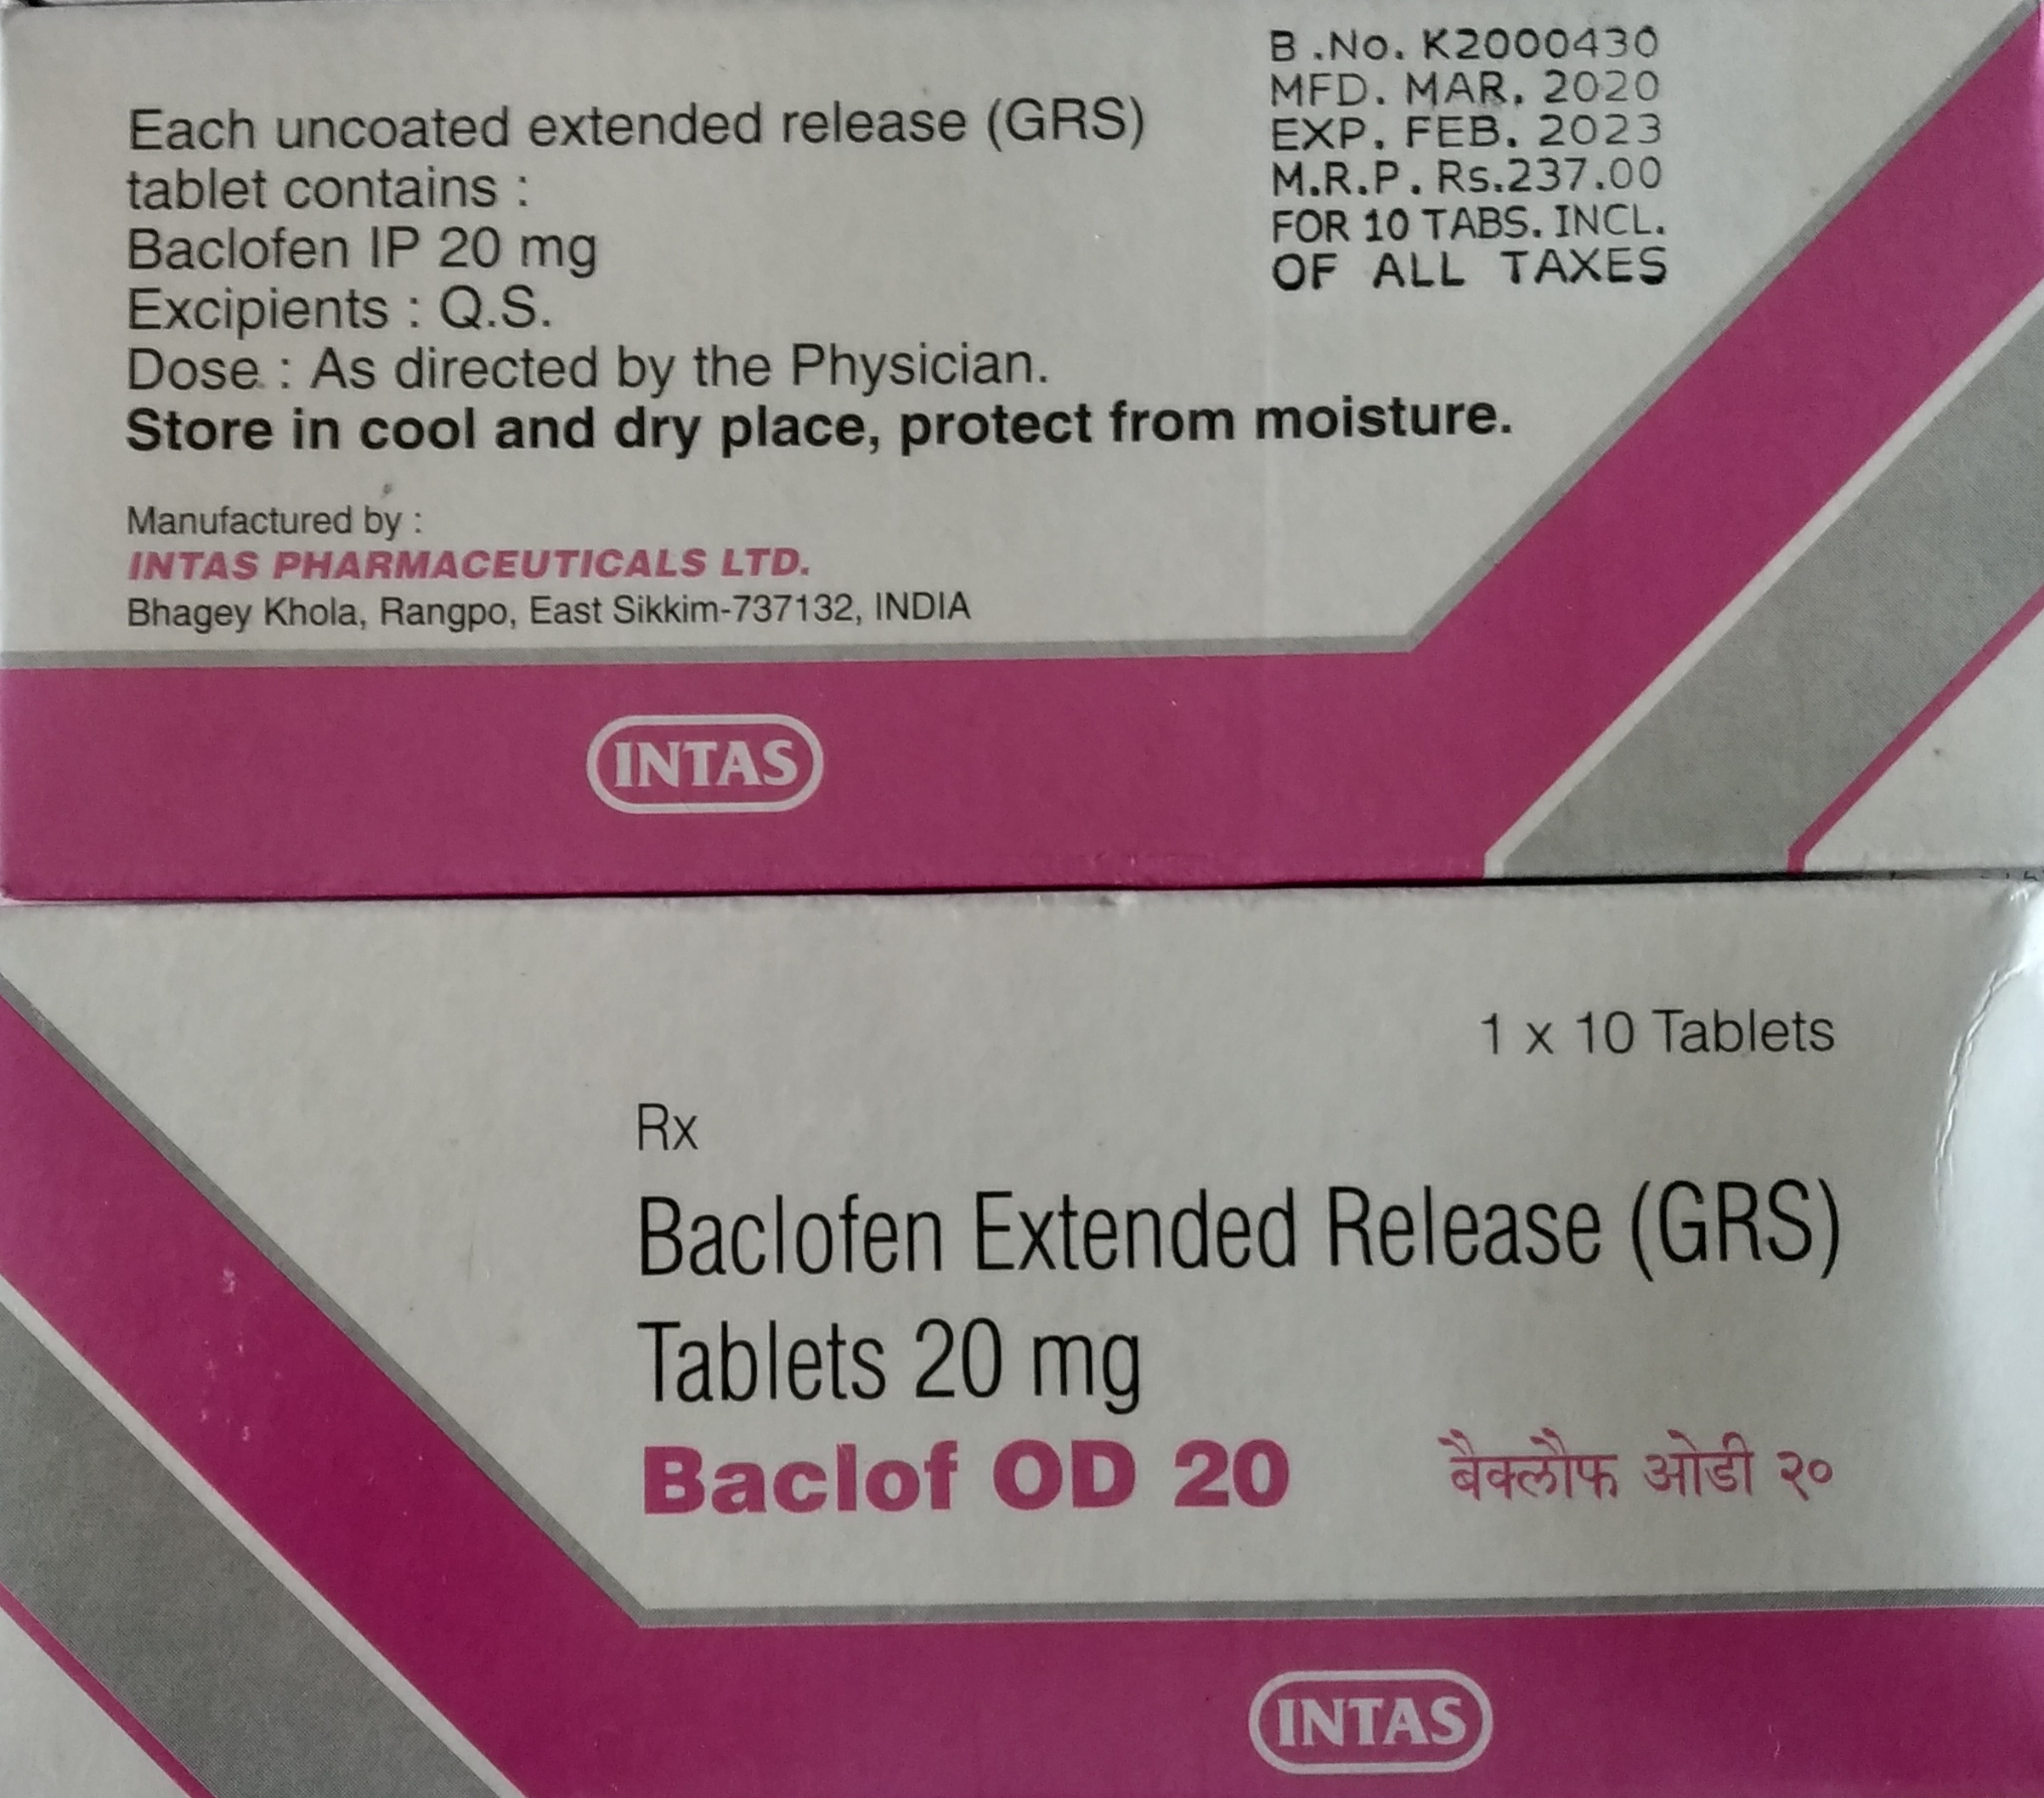 Each uncoated extended release (GRS)
tablet contains :
Baclofen IP 20 mg
Excipients : Q.S.
Dose : As directed by the Physician.
Store in cool and dry place, protect from moisture.
Manufactured by :
INTAS PHARMACEUTICALS LTD.
Bhagey Khola, Rangpo, East Sikkim-737132, INDIA
B .No. K2000430
MFD. MAR. 2020
EXP. FEB. 2023
M.R.P. Rs.237.00
FOR 10 TABS. INCL.
OF ALL TAXES
INTAS
1 x 10 Tablets
Rx
Baclofen Extended Release (GRS)
Tablets 20 mg
Baclof OD 20 बैक्लौफ ओडी २०
INTAS